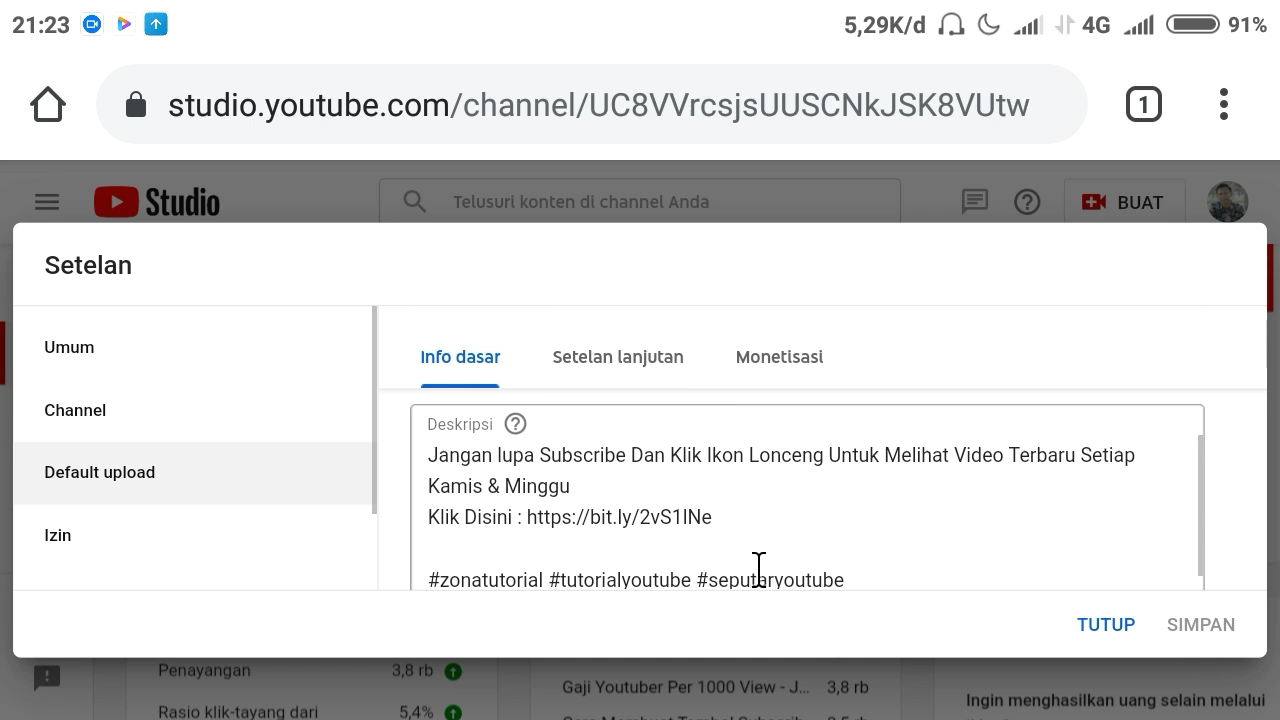 21:23 5,29K/d 4G 91%
studio.youtube.com/channel/UC8VVrcsjsUUSCNkJSK8VUtw 1
Studio Telusuri konten di channel Anda BUAT
Setelan
Umum
Channel
Default upload
Izin
Info dasar Setelan lanjutan Monetisasi
Deskripsi
Jangan lupa Subscribe Dan Klik Ikon Lonceng Untuk Melihat Video Terbaru Setiap
Kamis & Minggu
Klik Disini : https://bit.ly/2vS1lNe
#zonatutorial #tutorialyoutube #seputaryoutube
TUTUP SIMPAN
Penayangan 3,8 rb
Rasio klik-tayang dari 5,4%
Gaji Youtuber Per 1000 View - J... 3,8 rb
Ingin menghasilkan uang selain melalui